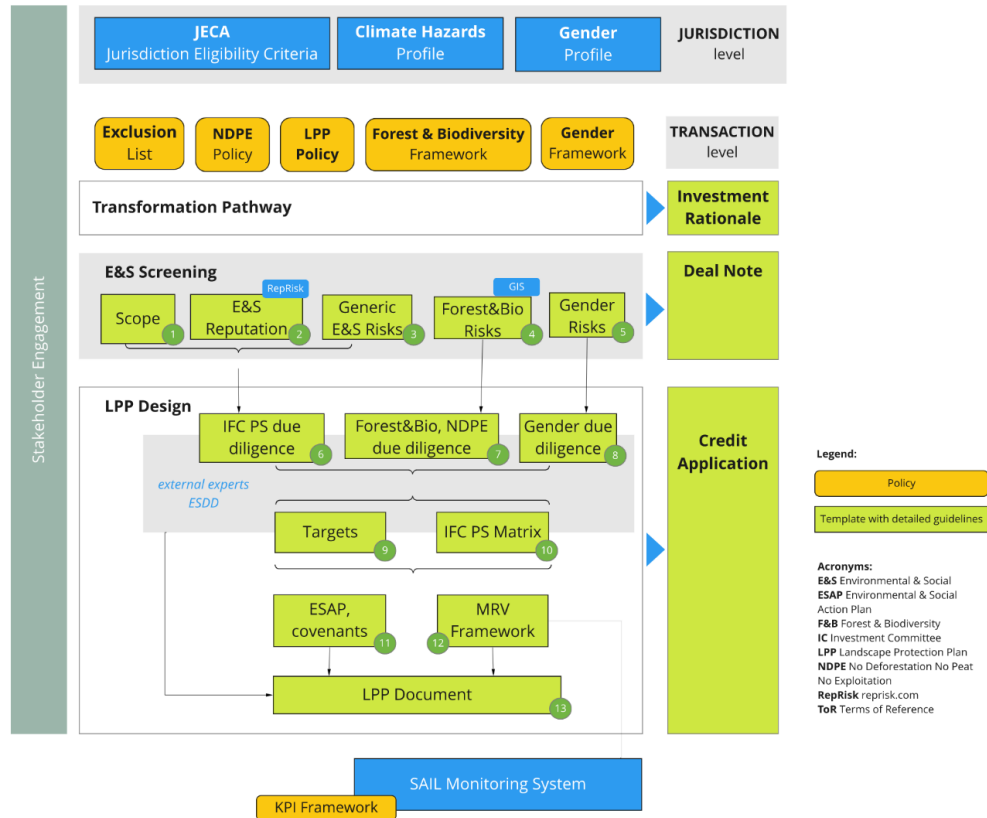 JECA
Jurisdiction Eligibility Criteria
Climate Hazards
Profile
Gender
Profile
JURISDICTION
level
Exclusion
List
NDPE
Policy
LPP
Policy
Forest & Biodiversity
Framework
Gender
Framework
TRANSACTION
level
Transformation Pathway
Investment
Rationale
Stakeholder Engagement
E&S Screening
Deal Note
RepRisk
GIS
Scope
1
E&S
Reputation
2
Generic
E&S Risks
3
Forest&Bio
Risks
4
Gender
Risks
5
LPP Design
IFC PS due
diligence
6
Forest&Bio, NDPE
due diligence
7
Gender due
diligence
8
external experts
ESDD
Targets
9
IFC PS Matrix
10
ESAP,
covenants
11
MRV
Framework
12
LPP Document
13
Credit
Application
SAIL Monitoring System
KPI Framework
Legend:
Policy
Template with detailed guidelines
Acronyms:
E&S Environmental & Social
ESAP Environmental & Social
Action Plan
F&B Forest & Biodiversity
IC Investment Committee
LPP Landscape Protection Plan
NDPE No Deforestation No Peat
No Exploitation
RepRisk reprisk.com
ToR Terms of Reference